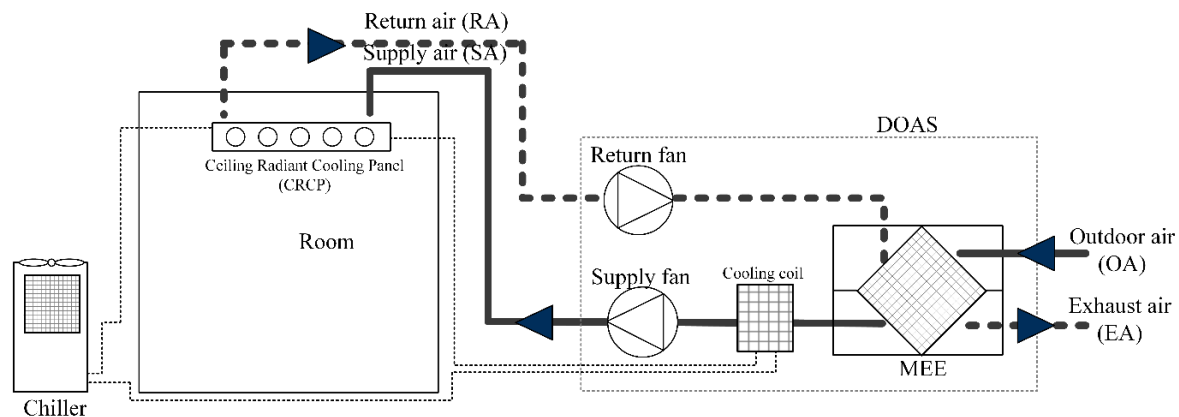 Return air (RA)
Supply air (SA)
DOAS
Return fan
Ceiling Radiant Cooling Panel
(CRCP)
Room
Outdoor air
(OA)
Cooling coil
Supply fan
Exhaust air
(EA)
MEE
Chiller